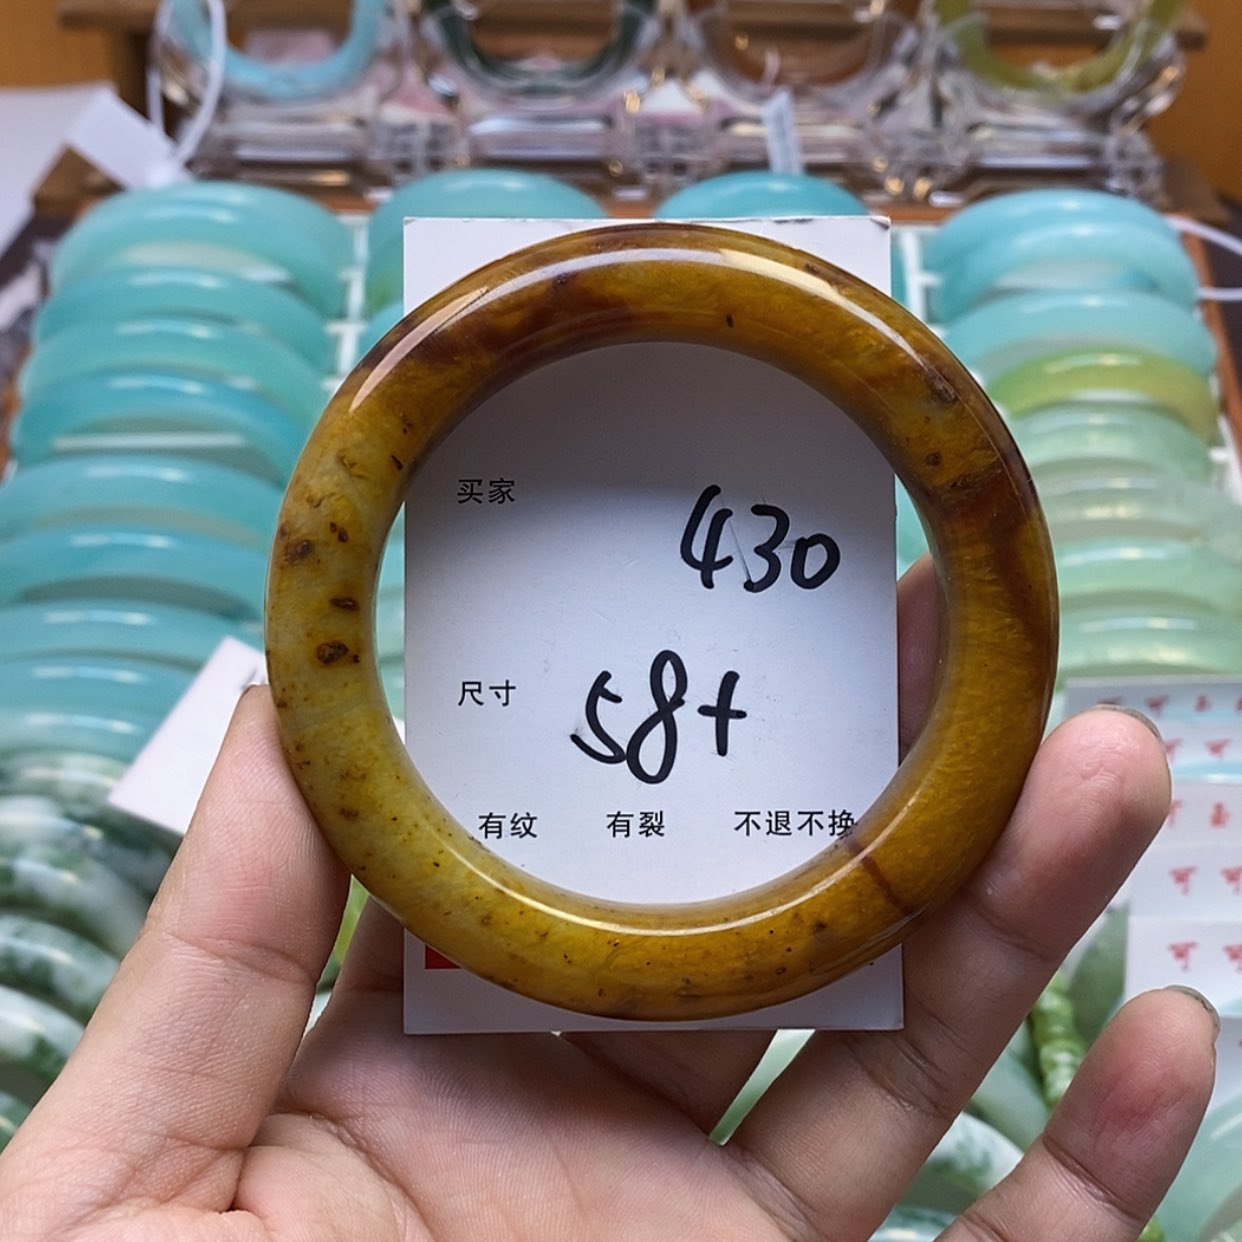 买家
430
尺寸
58+
有纹 有裂 不退不换